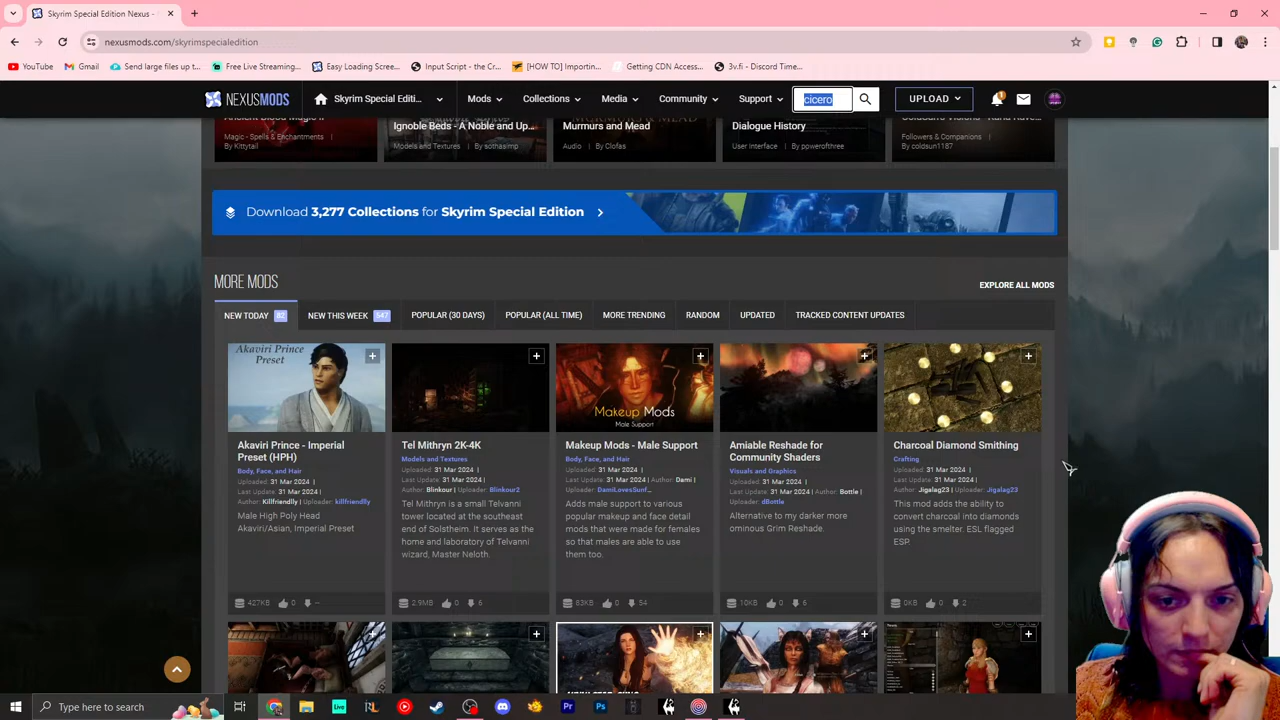 Skyrim Special Edition Nexus -
nexusmods.com/skyrimspecialedition
YouTube
Gmail
Send large files up t...
Free Live Streaming...
Easy Loading Scree...
Input Script - the Cr...
[HOW TO] Importin...
Getting CDN Access...
3v.fi - Discord Time...
NEXUSMODS
Skyrim Special Editi...
Mods
Collections
Media
Community
Support
cicero
UPLOAD
1
Magic - Spells & Enchantments |
By Kittytail
Ignoble Beds - A Noble and Up...
Models and Textures | By sothasimp
Murmurs and Mead
Audio | By Clofas
Dialogue History
User interface | By ppwerofthree
Followers & Companions |
By coldsun1187
Download 3,277 Collections for Skyrim Special Edition
MORE MODS
EXPLORE ALL MODS
NEW TODAY 82
NEW THIS WEEK 547
POPULAR (30 DAYS)
POPULAR (ALL TIME)
MORE TRENDING
RANDOM
UPDATED
TRACKED CONTENT UPDATES
Akaviri Prince
Preset
Akaviri Prince - Imperial
Preset (HPH)
Body, Face, and Hair
Uploaded: 31 Mar 2024 |
Last Update: 31 Mar 2024 |
Author: Killfriendlly | Uploader: killfriendlly
Male High Poly Head
Akaviri/Asian, Imperial Preset
427KB 0 --
Tel Mithryn 2K-4K
Models and Textures
Uploaded: 31 Mar 2024 |
Last Update: 31 Mar 2024 |
Author: Blinkour | Uploader: Blinkour2
Tel Mithryn is a small Telvanni
tower located at the southeast
end of Solstheim. It serves as the
home and laboratory of Telvanni
wizard, Master Neloth.
2.9MB 0 6
Makeup Mods
Male Support
Makeup Mods - Male Support
Body, Face, and Hair
Uploaded: 31 Mar 2024 |
Last Update: 31 Mar 2024 | Author: Dami |
Uploader: DamiLovesSunf...
Adds male support to various
popular makeup and face detail
mods that were made for females
so that males are able to use
them too.
83KB 0 54
Amiable Reshade for
Community Shaders
Visuals and Graphics
Uploaded: 31 Mar 2024 |
Last Update: 31 Mar 2024 | Author: Bottle |
Uploader: dBottle
Alternative to my darker more
ominous Grim Reshade.
10KB 0 6
Charcoal Diamond Smithing
Crafting
Uploaded: 31 Mar 2024 |
Last Update: 31 Mar 2024 |
Author: Jigalag23 | Uploader: Jigalag23
This mod adds the ability to
convert charcoal into diamonds
using the smelter. ESL flagged
ESP.
0KB 0 2
Type here to search
Live
Pr
Ps